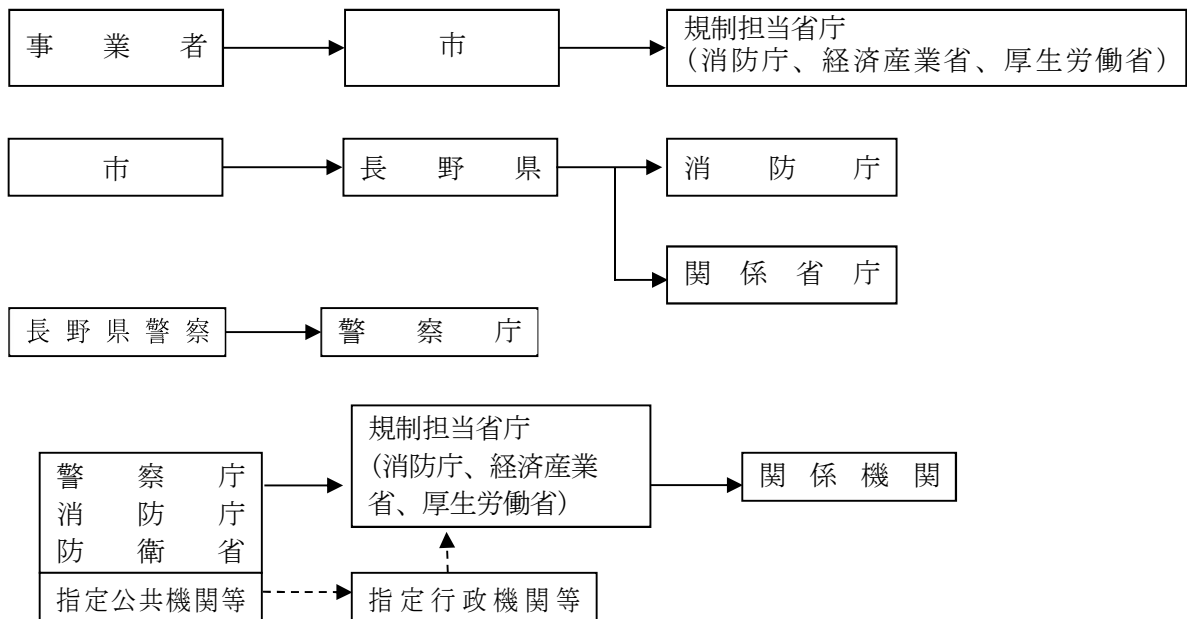 事業者
市
規制担当省庁
（消防庁、経済産業省、厚生労働省）
市
長野県
消防庁
関係省庁
長野県警察
警察庁
警察庁
消防庁
防衛省
指定公共機関等
規制担当省庁
（消防庁、経済産業
省、厚生労働省）
指定行政機関等
関係機関